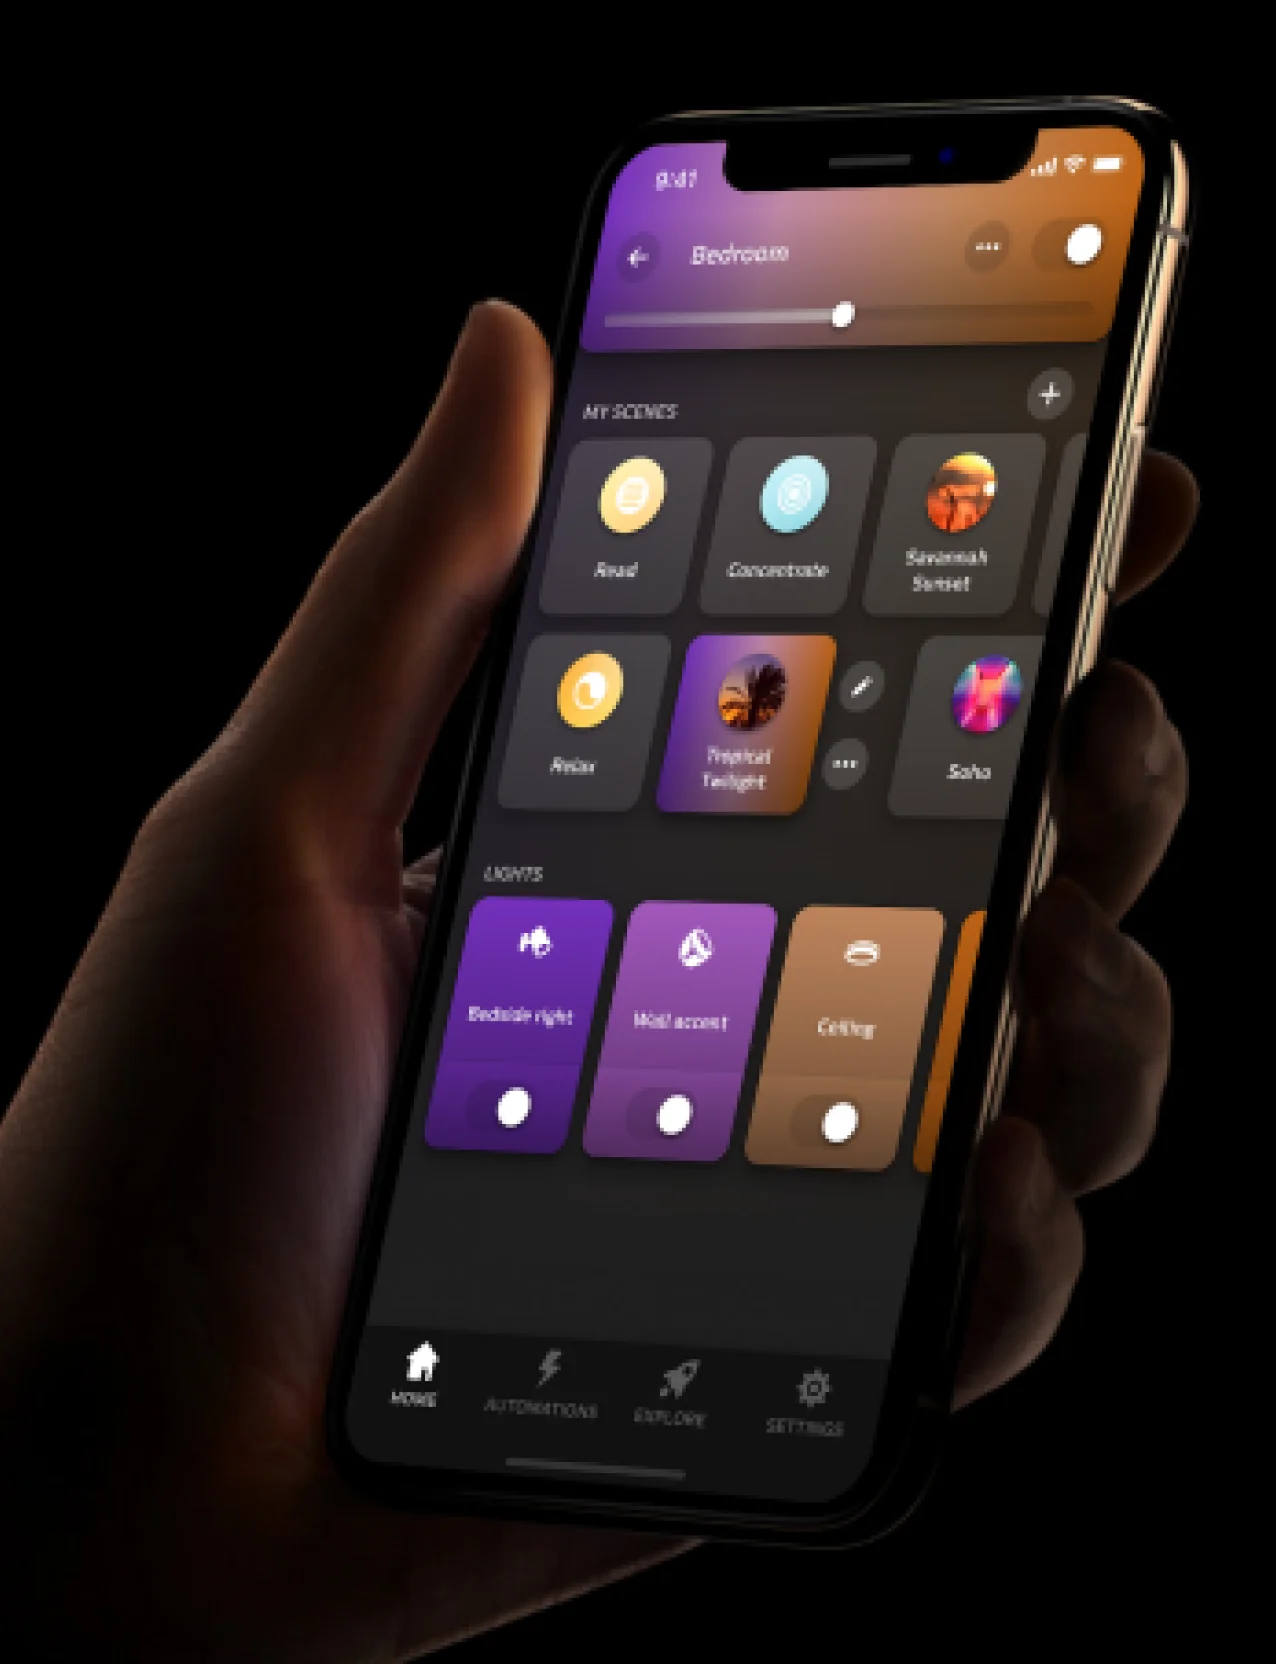 9:41
Bedroom
MY SCENES
Read
Concentrate
Savannah
Sunset
Relax
Tropical
Twilight
Soho
LIGHTS
Bedside right
Wall accent
Ceiling
HOME
AUTOMATIONS
EXPLORE
SETTINGS